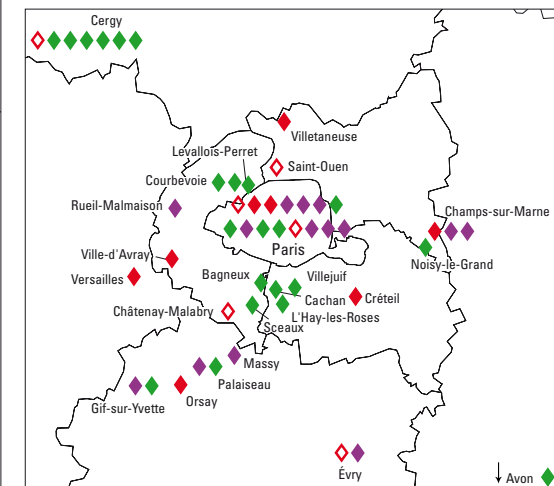 Cergy
Villetaneuse
Levallois-Perret
Saint-Ouen
Courbevoie
Rueil-Malmaison
Champs-sur-Marne
Paris
Ville-d'Avray
Noisy-le-Grand
Versailles
Bagneux
Villejuif
Cachan
Créteil
Châtenay-Malabry
L'Hay-les-Roses
Sceaux
Massy
Palaiseau
Gif-sur-Yvette
Orsay
Évry
Avon